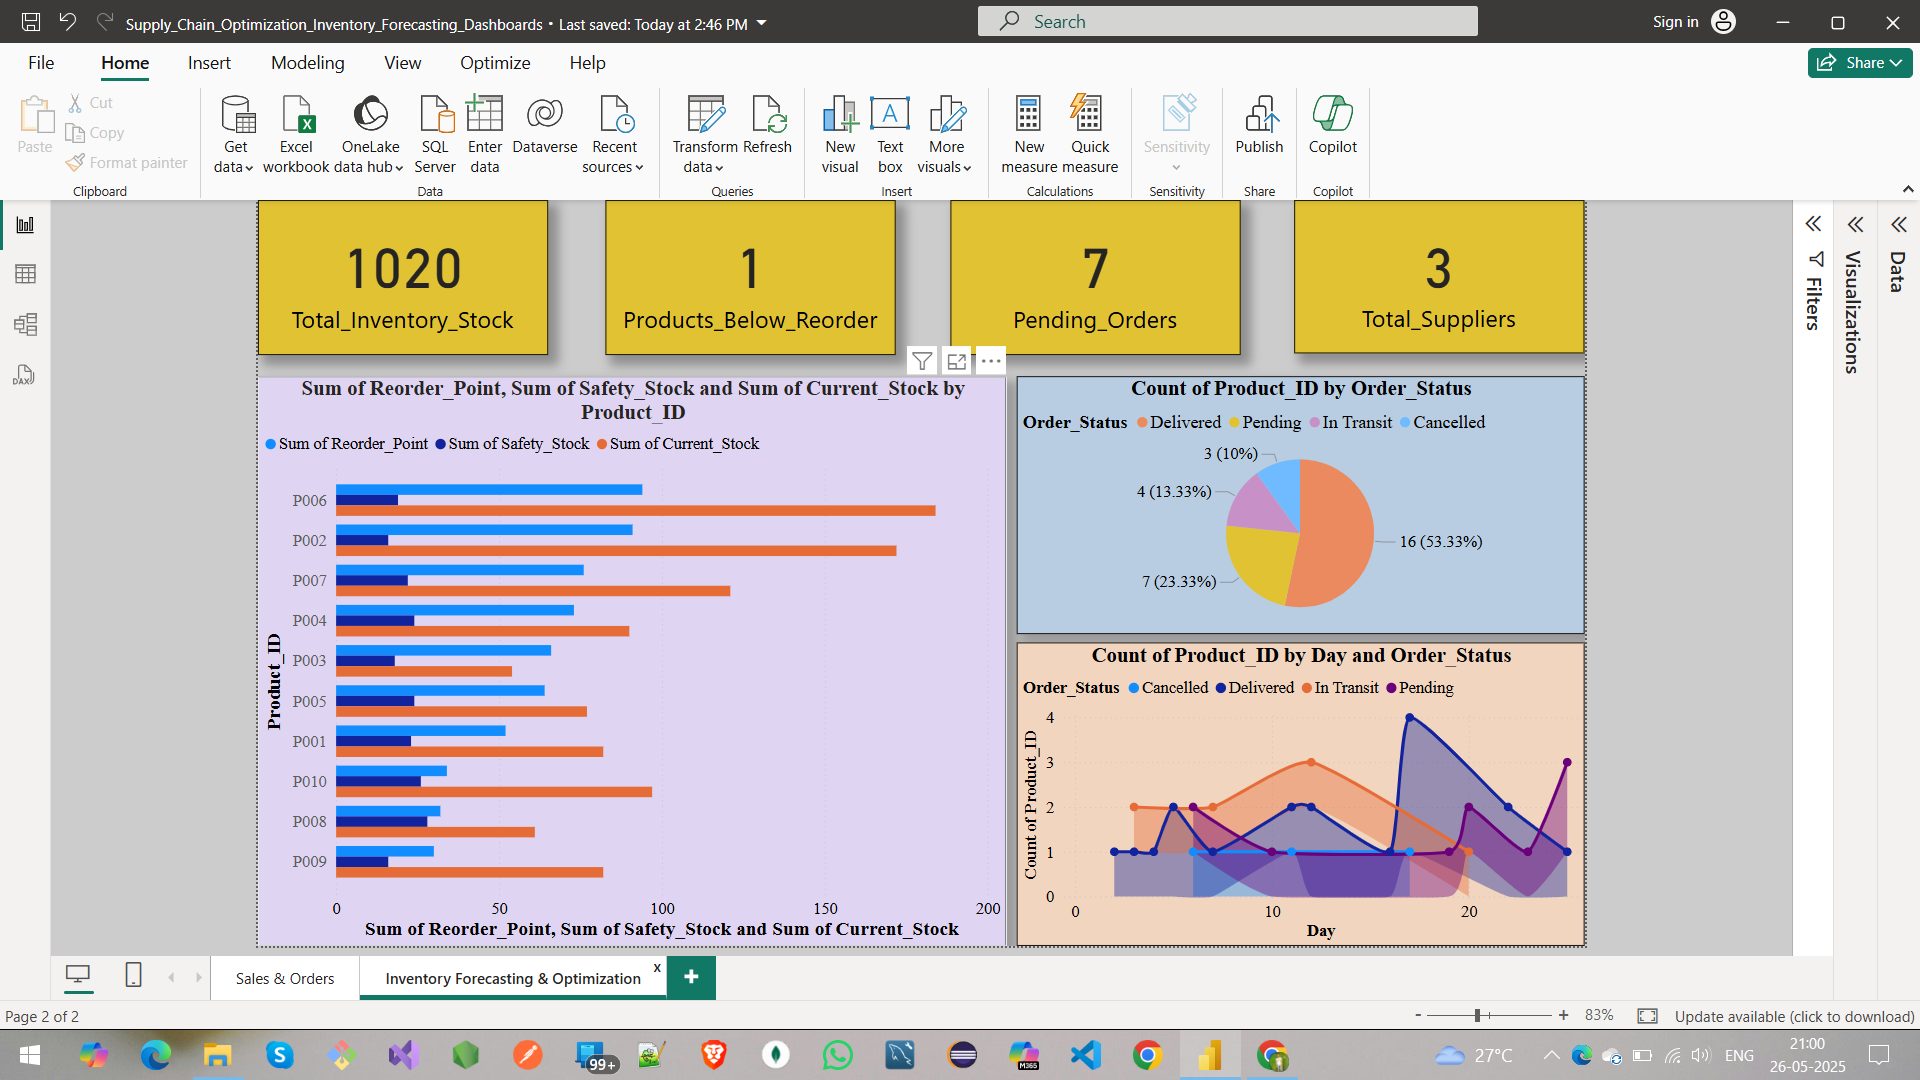 Supply_Chain_Optimization_Inventory_Forecasting_Dashboards • Last saved: Today at 2:46 PM
Search
Sign in
File Home Insert Modeling View Optimize Help
Share
Paste
Cut
Copy
Format painter
Clipboard
Get data
Excel workbook
OneLake data hub
SQL Server
Enter data
Dataverse
Recent sources
Data
Transform data
Refresh
Queries
New visual
Text box
More visuals
Insert
New measure
Quick measure
Calculations
Sensitivity
Sensitivity
Publish
Share
Copilot
Copilot
1020
Total_Inventory_Stock
1
Products_Below_Reorder
7
Pending_Orders
3
Total_Suppliers
Filters
Visualizations
Data
DAX
Sum of Reorder_Point, Sum of Safety_Stock and Sum of Current_Stock by
Product_ID
Sum of Reorder_Point Sum of Safety_Stock Sum of Current_Stock
Product_ID
P006
P002
P007
P004
P003
P005
P001
P010
P008
P009
0 50 100 150 200
Sum of Reorder_Point, Sum of Safety_Stock and Sum of Current_Stock
Count of Product_ID by Order_Status
Order_Status Delivered Pending In Transit Cancelled
3 (10%)
4 (13.33%)
16 (53.33%)
7 (23.33%)
Count of Product_ID by Day and Order_Status
Order_Status Cancelled Delivered In Transit Pending
Count of Product_ID
4
3
2
1
0
0 10 20
Day
Sales & Orders
Inventory Forecasting & Optimization
x
+
Page 2 of 2
- + 83%
Update available (click to download)
99+
M365
27°C
ENG
21:00
26-05-2025